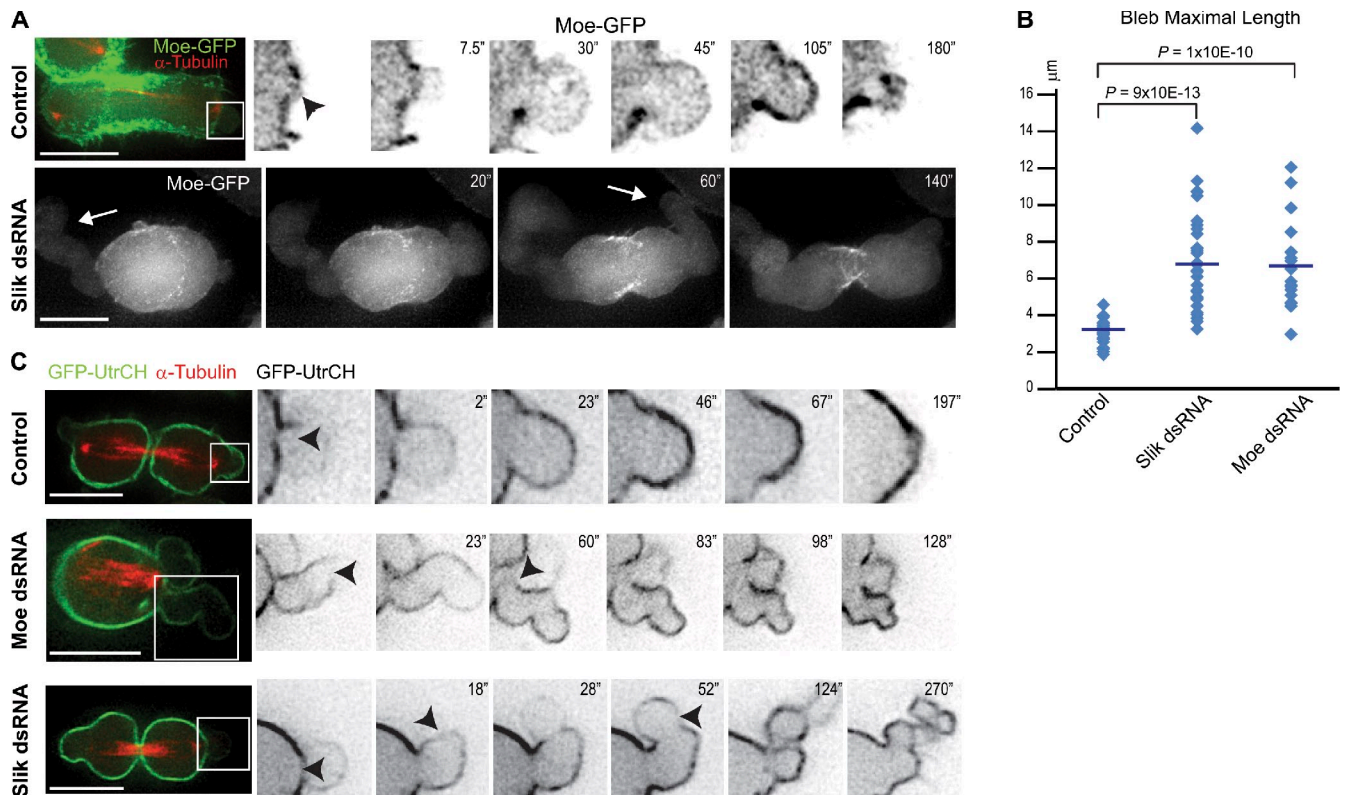 A
Moe-GFP
Control
Moe-GFP
α-Tubulin
7.5”
30”
45”
105”
180”
Slik dsRNA
Moe-GFP
20”
60”
140”
B
Bleb Maximal Length
μm
P = 1x10E-10
P = 9x10E-13
16
14
12
10
8
6
4
2
0
Control
Slik dsRNA
Moe dsRNA
C
GFP-UtrCH α-Tubulin GFP-UtrCH
Control
2”
23”
46”
67”
197”
Moe dsRNA
23”
60”
83”
98”
128”
Slik dsRNA
18”
28”
52”
124”
270”